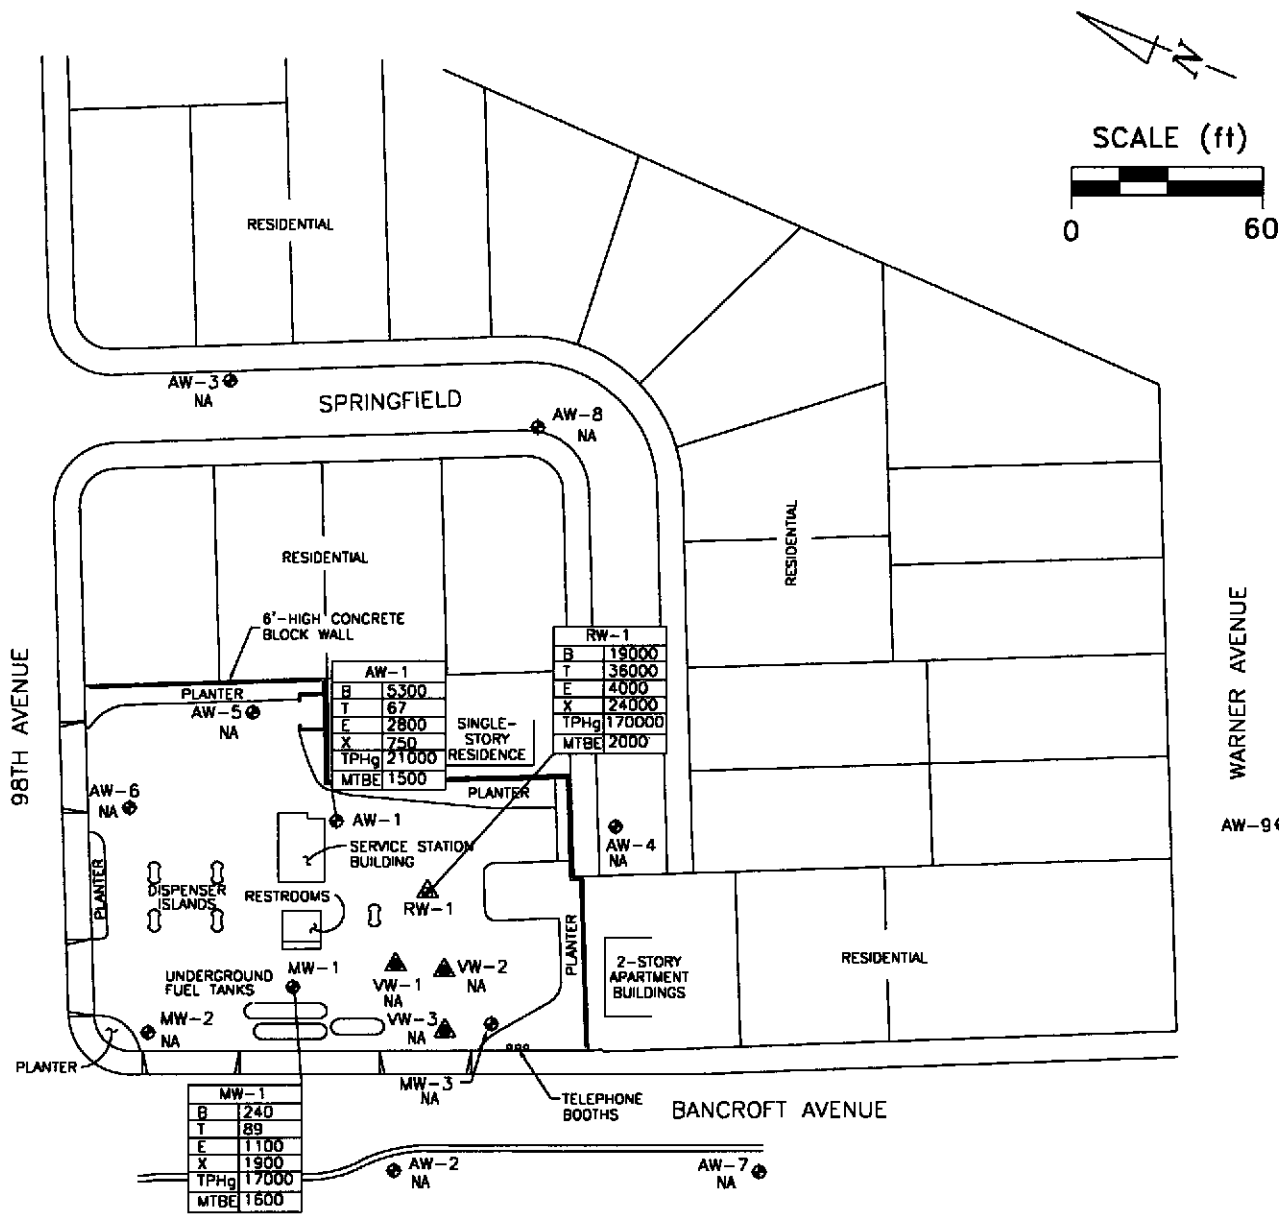 N
SCALE (ft)
0 60
RESIDENTIAL
AW-3
NA
SPRINGFIELD
AW-8
NA
RESIDENTIAL
RESIDENTIAL
6'-HIGH CONCRETE
BLOCK WALL
98TH AVENUE
WARNER AVENUE
PLANTER
AW-5
NA
AW-1
B 5300
T 67
E 2800
X 750
TPHg 21000
MTBE 1500
SINGLE-
STORY
RESIDENCE
RW-1
B 19000
T 36000
E 4000
X 24000
TPHg 170000
MTBE 2000
PLANTER
AW-6
NA
AW-1
SERVICE STATION
BUILDING
AW-4
NA
AW-9
PLANTER
DISPENSER
ISLANDS
RESTROOMS
RW-1
PLANTER
2-STORY
APARTMENT
BUILDINGS
RESIDENTIAL
UNDERGROUND
FUEL TANKS
MW-1
VW-1
NA
VW-2
NA
MW-2
NA
VW-3
NA
PLANTER
MW-3
NA
TELEPHONE
BOOTHS
BANCROFT AVENUE
MW-1
B 240
T 89
E 1100
X 1900
TPHg 17000
MTBE 1600
AW-2
NA
AW-7
NA